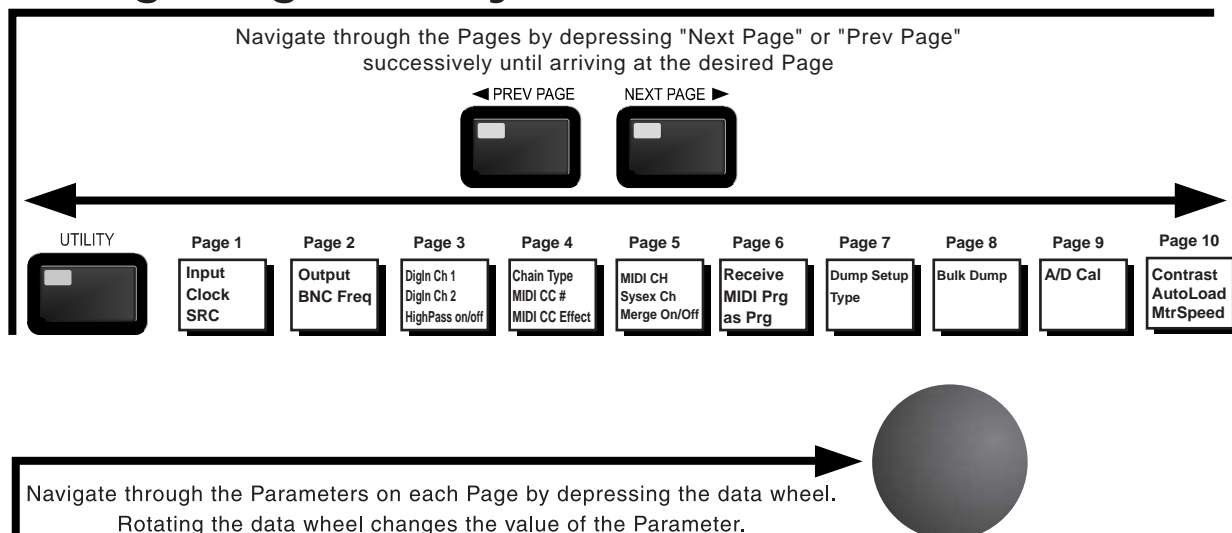 Navigate through the Pages by depressing "Next Page" or "Prev Page"
successively until arriving at the desired Page
◄ PREV PAGE NEXT PAGE ►
UTILITY
Page 1
Input
Clock
SRC
Page 2
Output
BNC Freq
Page 3
DigIn Ch 1
DigIn Ch 2
HighPass on/off
Page 4
Chain Type
MIDI CC #
MIDI CC Effect
Page 5
MIDI CH
Sysex Ch
Merge On/Off
Page 6
Receive
MIDI Prg
as Prg
Page 7
Dump Setup
Type
Page 8
Bulk Dump
Page 9
A/D Cal
Page 10
Contrast
AutoLoad
MtrSpeed
Navigate through the Parameters on each Page by depressing the data wheel.
Rotating the data wheel changes the value of the Parameter.